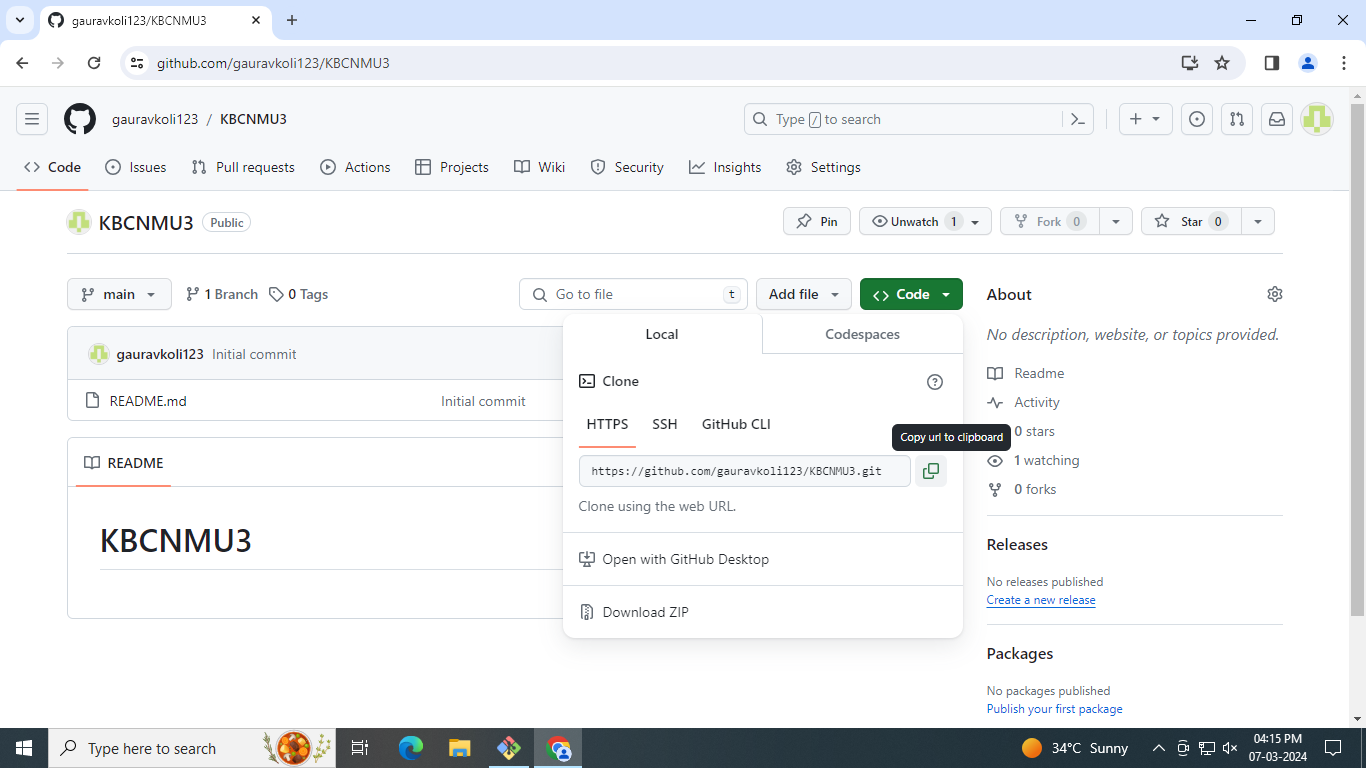 gauravkoli123/KBCNMU3
github.com/gauravkoli123/KBCNMU3
gauravkoli123 / KBCNMU3
Type / to search
Code Issues Pull requests Actions Projects Wiki Security Insights Settings
KBCNMU3 Public
Pin Unwatch 1 Fork 0 Star 0
main 1 Branch 0 Tags Go to file t Add file Code
About
Local Codespaces
No description, website, or topics provided.
gauravkoli123 Initial commit
Clone
Readme
README.md Initial commit
Activity
HTTPS SSH GitHub CLI
Copy url to clipboard
0 stars
README
https://github.com/gauravkoli123/KBCNMU3.git
1 watching
0 forks
Clone using the web URL.
KBCNMU3
Releases
Open with GitHub Desktop
No releases published
Create a new release
Download ZIP
Packages
No packages published
Publish your first package
Type here to search
34°C Sunny
04:15 PM
07-03-2024